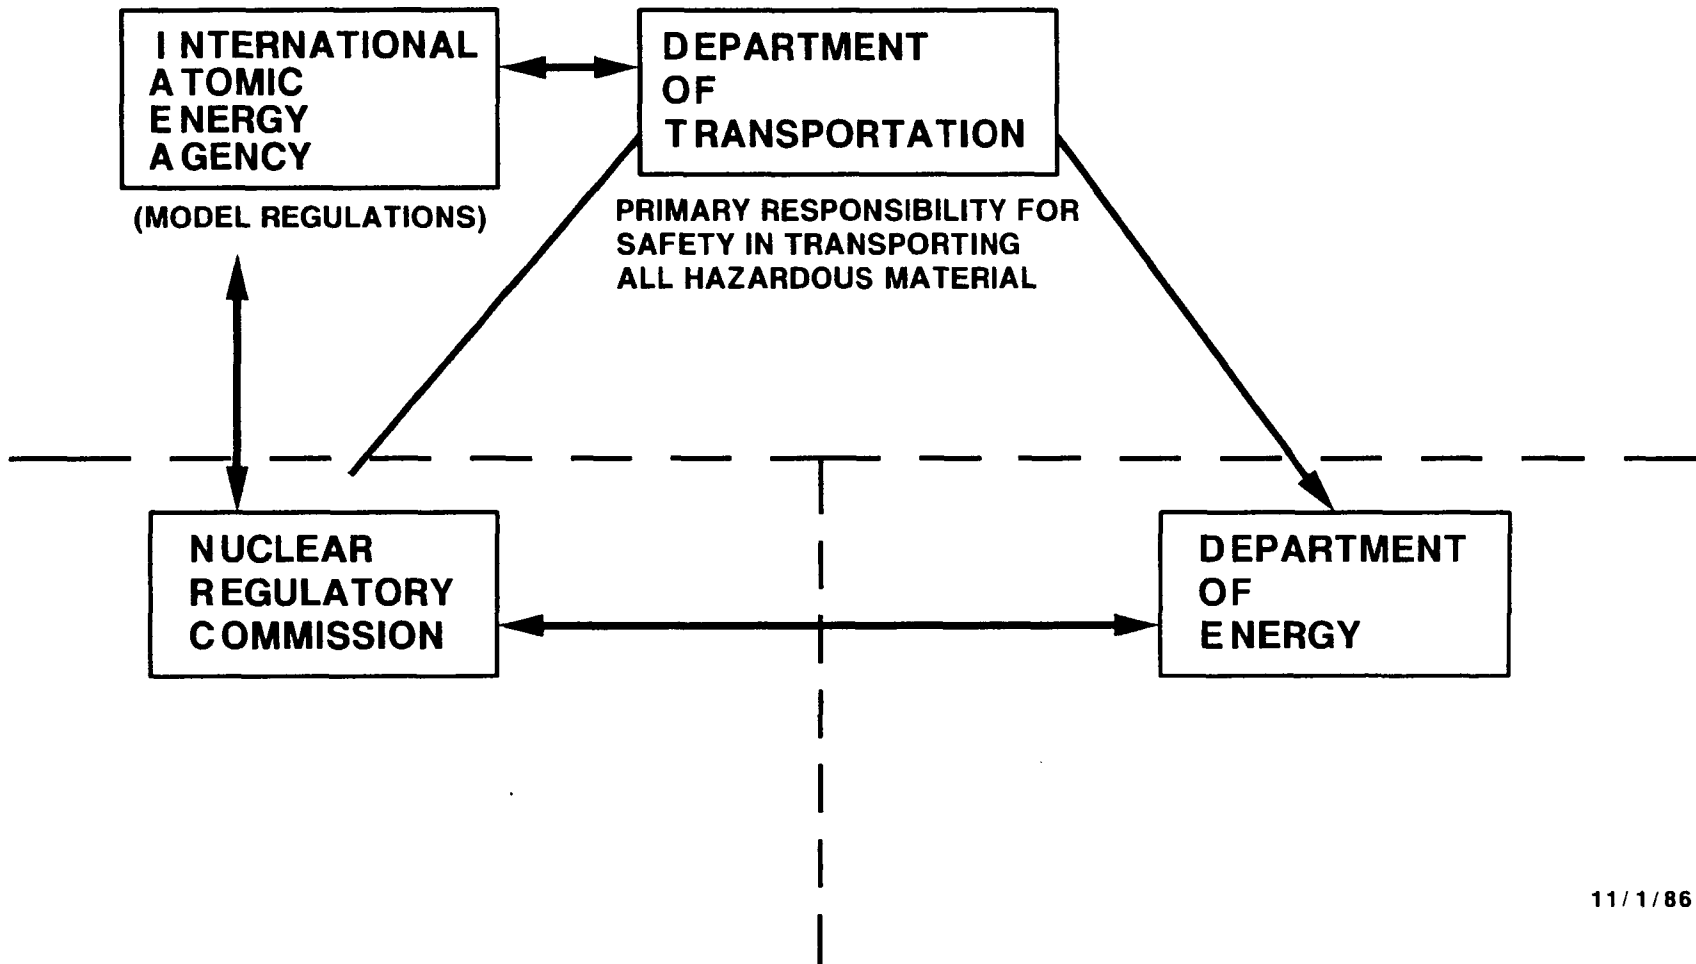 INTERNATIONAL
ATOMIC
ENERGY
AGENCY
(MODEL REGULATIONS)
DEPARTMENT
OF
TRANSPORTATION
PRIMARY RESPONSIBILITY FOR
SAFETY IN TRANSPORTING
ALL HAZARDOUS MATERIAL
NUCLEAR
REGULATORY
COMMISSION
DEPARTMENT
OF
ENERGY
11/1/86